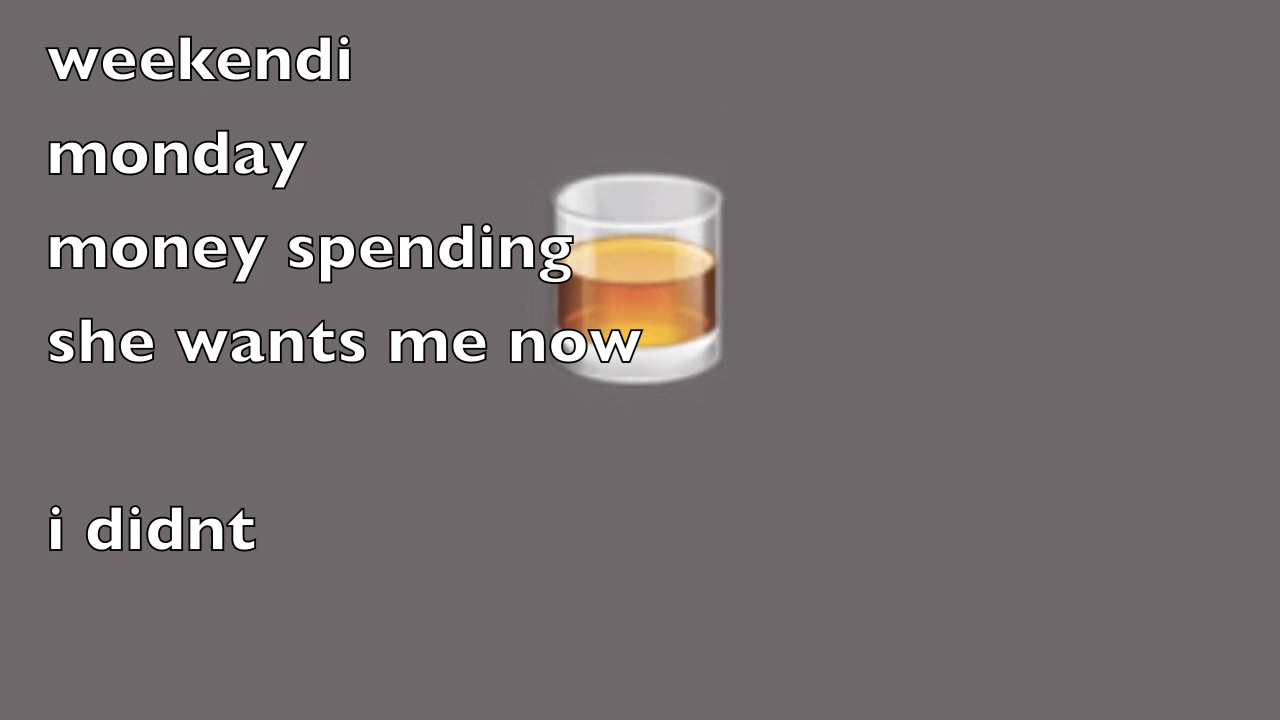 weekendi
monday
money spending
she wants me now
i didnt